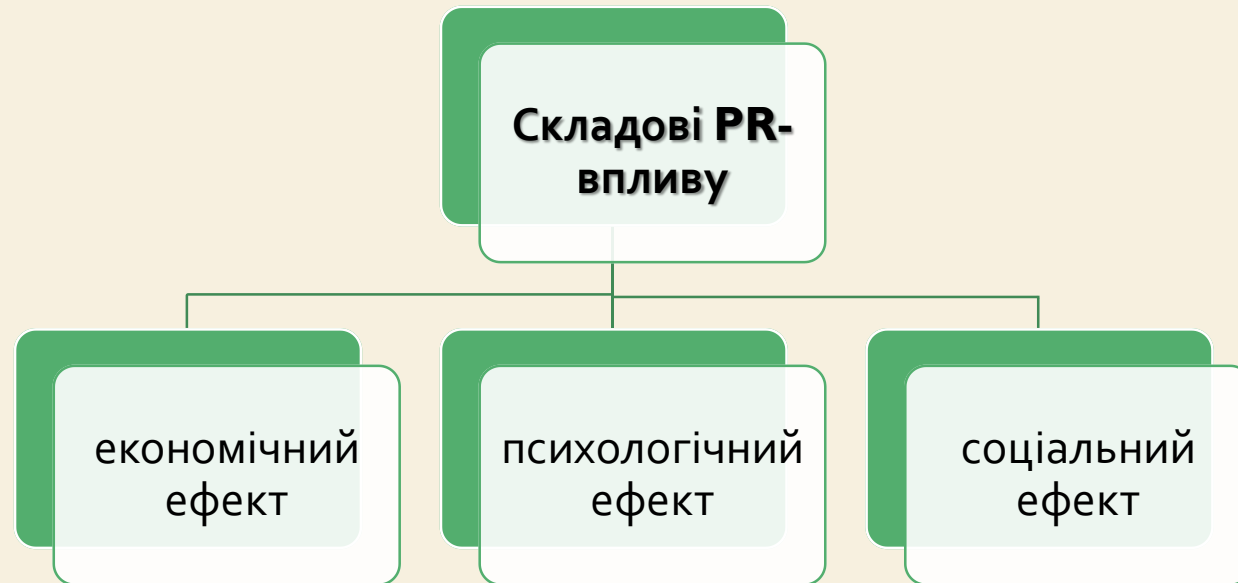 Складові PR-
впливу
економічний
ефект
психологічний
ефект
соціальний
ефект